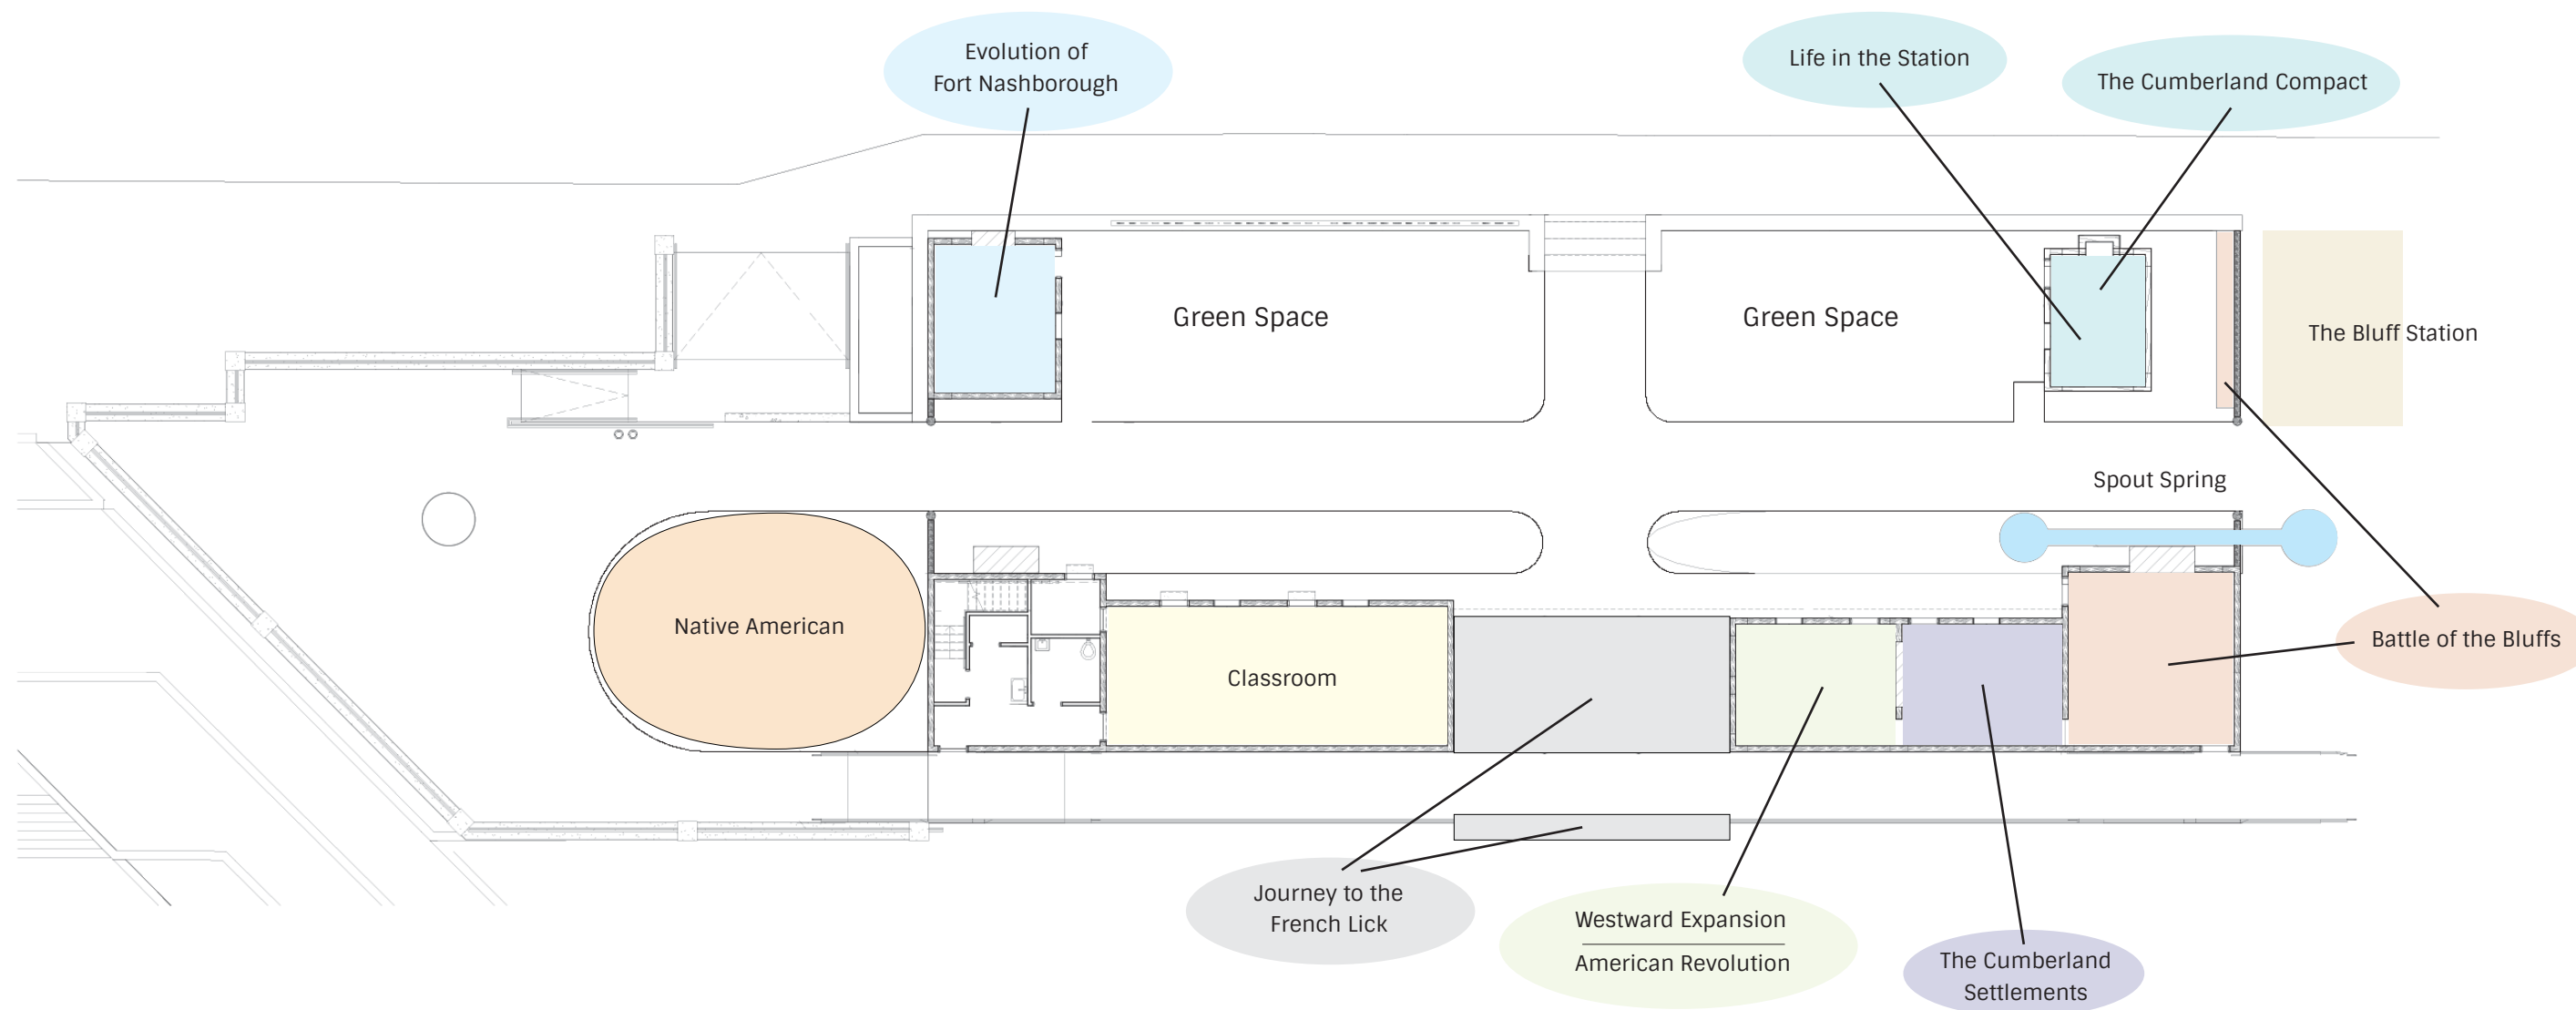 Evolution of
Fort Nashborough
Life in the Station
The Cumberland Compact
Green Space
Green Space
The Bluff Station
Spout Spring
Native American
Classroom
Battle of the Bluffs
Journey to the
French Lick
Westward Expansion
American Revolution
The Cumberland
Settlements